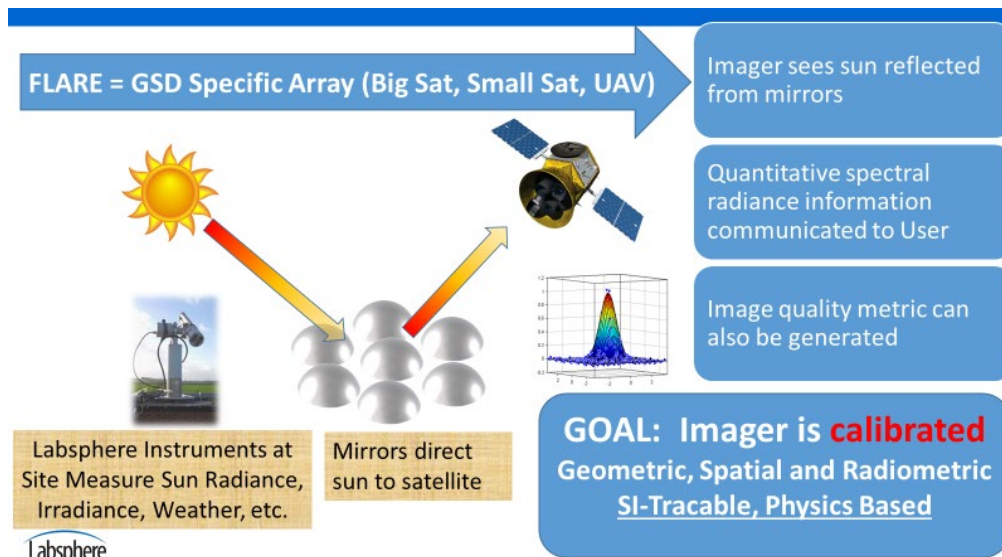 FLARE = GSD Specific Array (Big Sat, Small Sat, UAV)
Imager sees sun reflected
from mirrors
Quantitative spectral
radiance information
communicated to User
Image quality metric can
also be generated
Labsphere Instruments at
Site Measure Sun Radiance,
Irradiance, Weather, etc.
Mirrors direct
sun to satellite
GOAL: Imager is calibrated
Geometric, Spatial and Radiometric
SI-Tracable, Physics Based
Labsphere